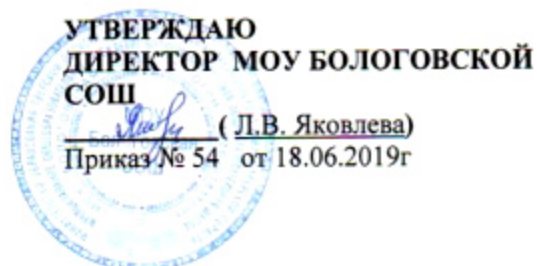 УТВЕРЖДАЮ
ДИРЕКТОР МОУ БОЛОГОВСКОЙ
СОШ
( Л.В. Яковлева)
Приказ № 54 от 18.06.2019г